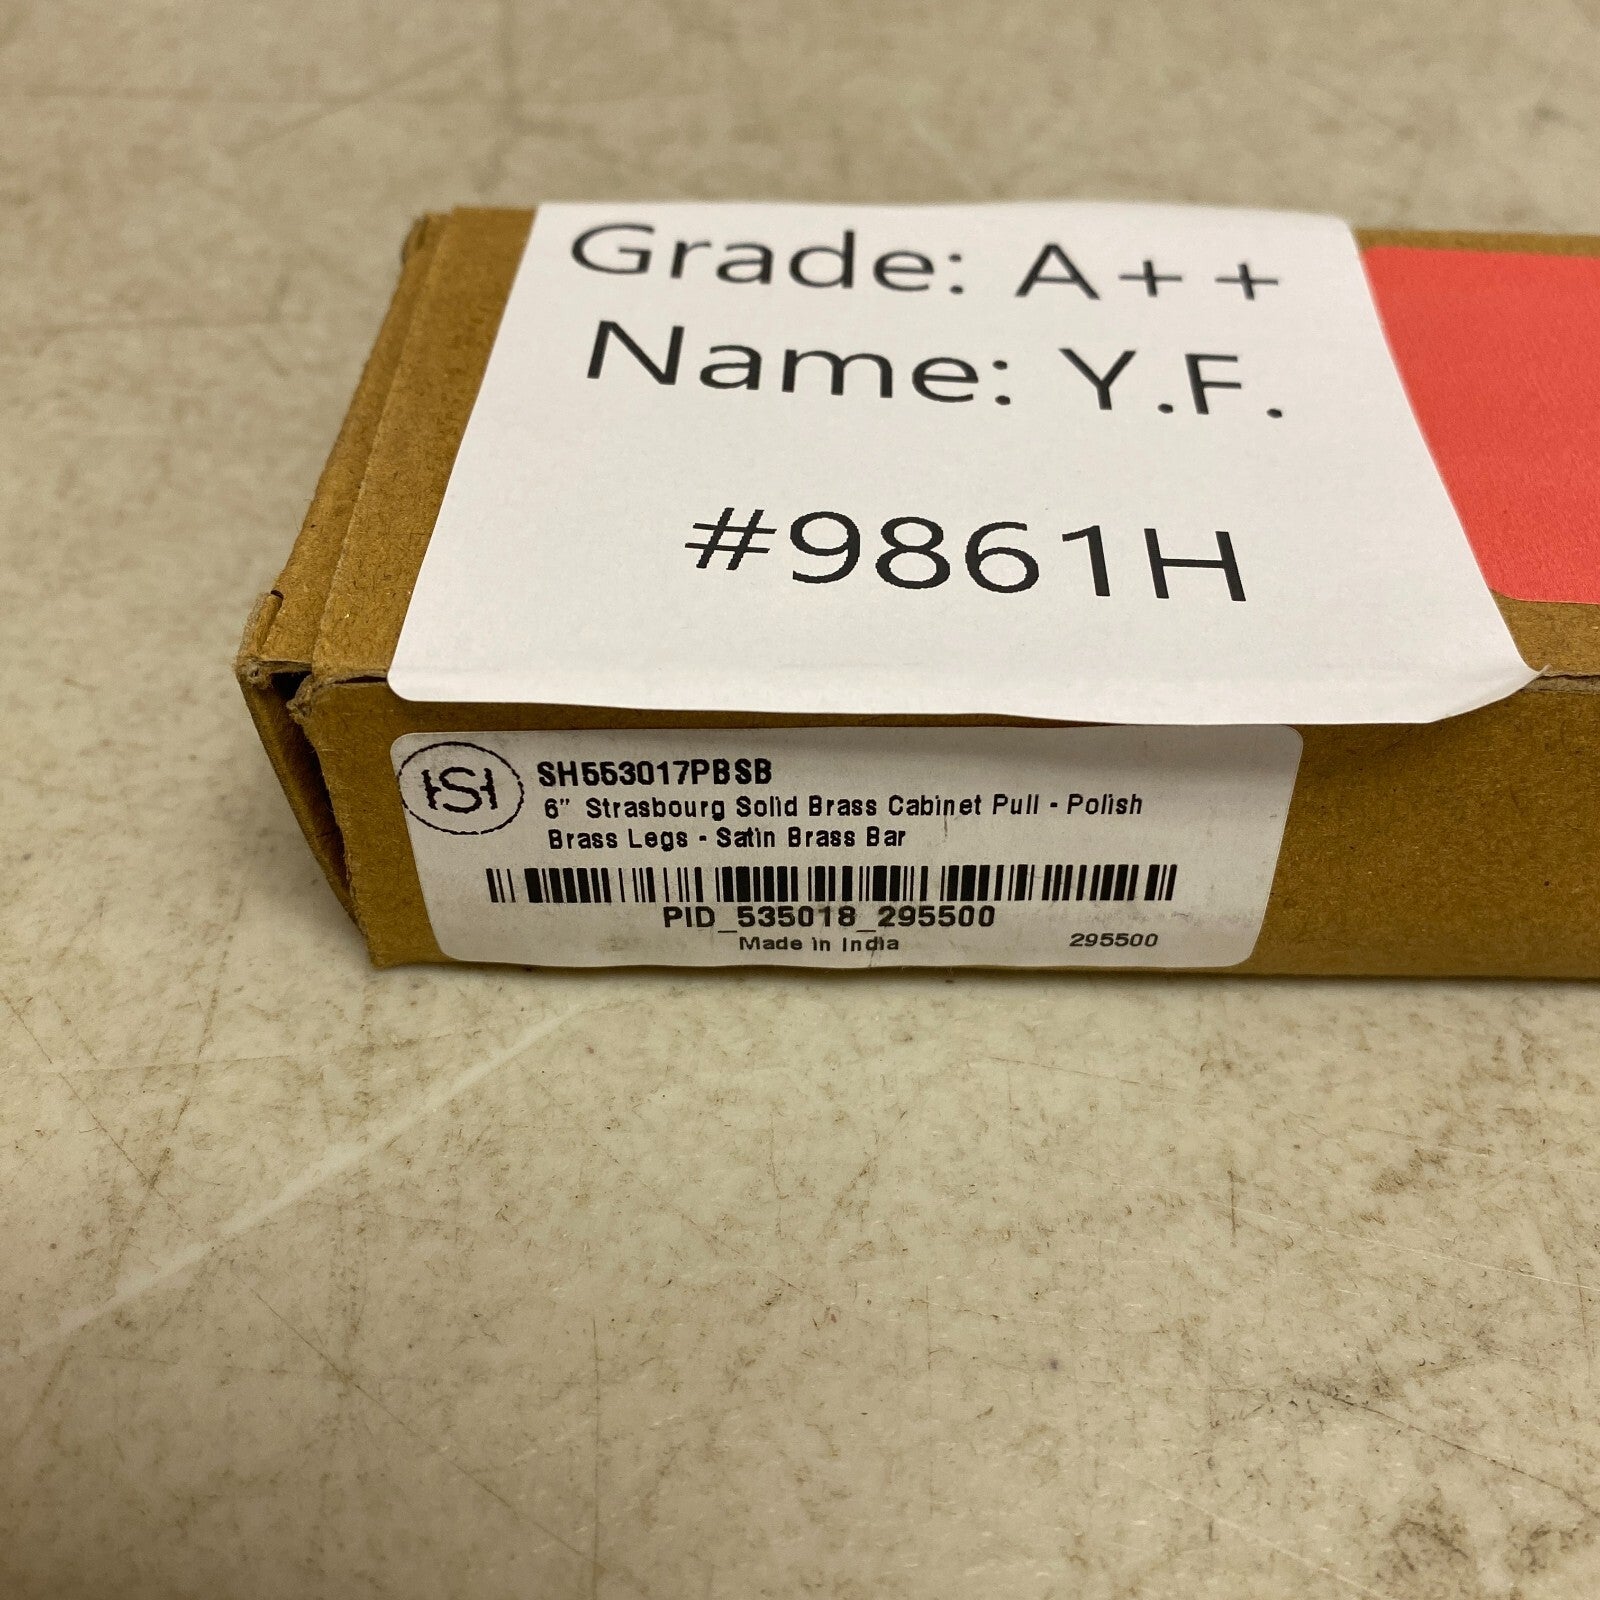 Grade: A++
Name: Y.F.
#9861H
HSH
SH553017PBSB
6" Strasbourg Solid Brass Cabinet Pull - Polish
Brass Legs - Satin Brass Bar
PID_535018_295500
Made in India
295500